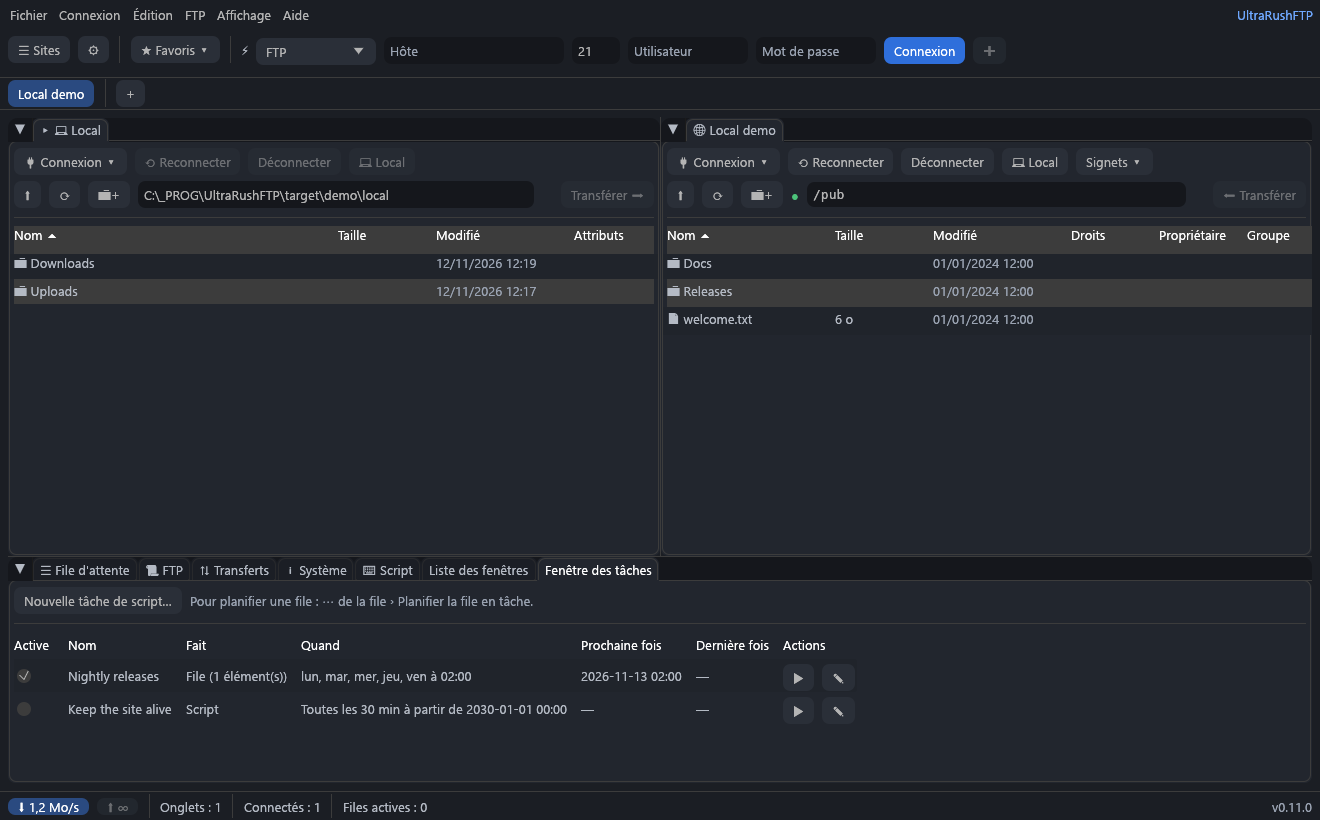 Fichier Connexion Édition FTP Affichage Aide UltraRushFTP
☰ Sites ⚙ ★ Favoris ▼ ⚡ FTP ▼ Hôte 21 Utilisateur Mot de passe Connexion +
Local demo +
▼ ▸ Local
Connexion ▼ Reconnecter Déconnecter Local
C:\_PROG\UltraRushFTP\target\demo\local Transférer →
Nom Taille Modifié Attributs
Downloads 12/11/2026 12:19
Uploads 12/11/2026 12:17
▼ Local demo
Connexion ▼ Reconnecter Déconnecter Local Signets ▼
/pub ← Transférer
Nom Taille Modifié Droits Propriétaire Groupe
Docs 01/01/2024 12:00
Releases 01/01/2024 12:00
welcome.txt 6 o 01/01/2024 12:00
▼ ☰ File d'attente FTP Transferts i Système Script Liste des fenêtres Fenêtre des tâches
Nouvelle tâche de script... Pour planifier une file : ··· de la file › Planifier la file en tâche.
Active Nom Fait Quand Prochaine fois Dernière fois Actions
Nightly releases File (1 élément(s)) lun, mar, mer, jeu, ven à 02:00 2026-11-13 02:00 —
Keep the site alive Script Toutes les 30 min à partir de 2030-01-01 00:00 — —
⬇ 1,2 Mo/s ⬆ ∞ Onglets : 1 Connectés : 1 Files actives : 0 v0.11.0